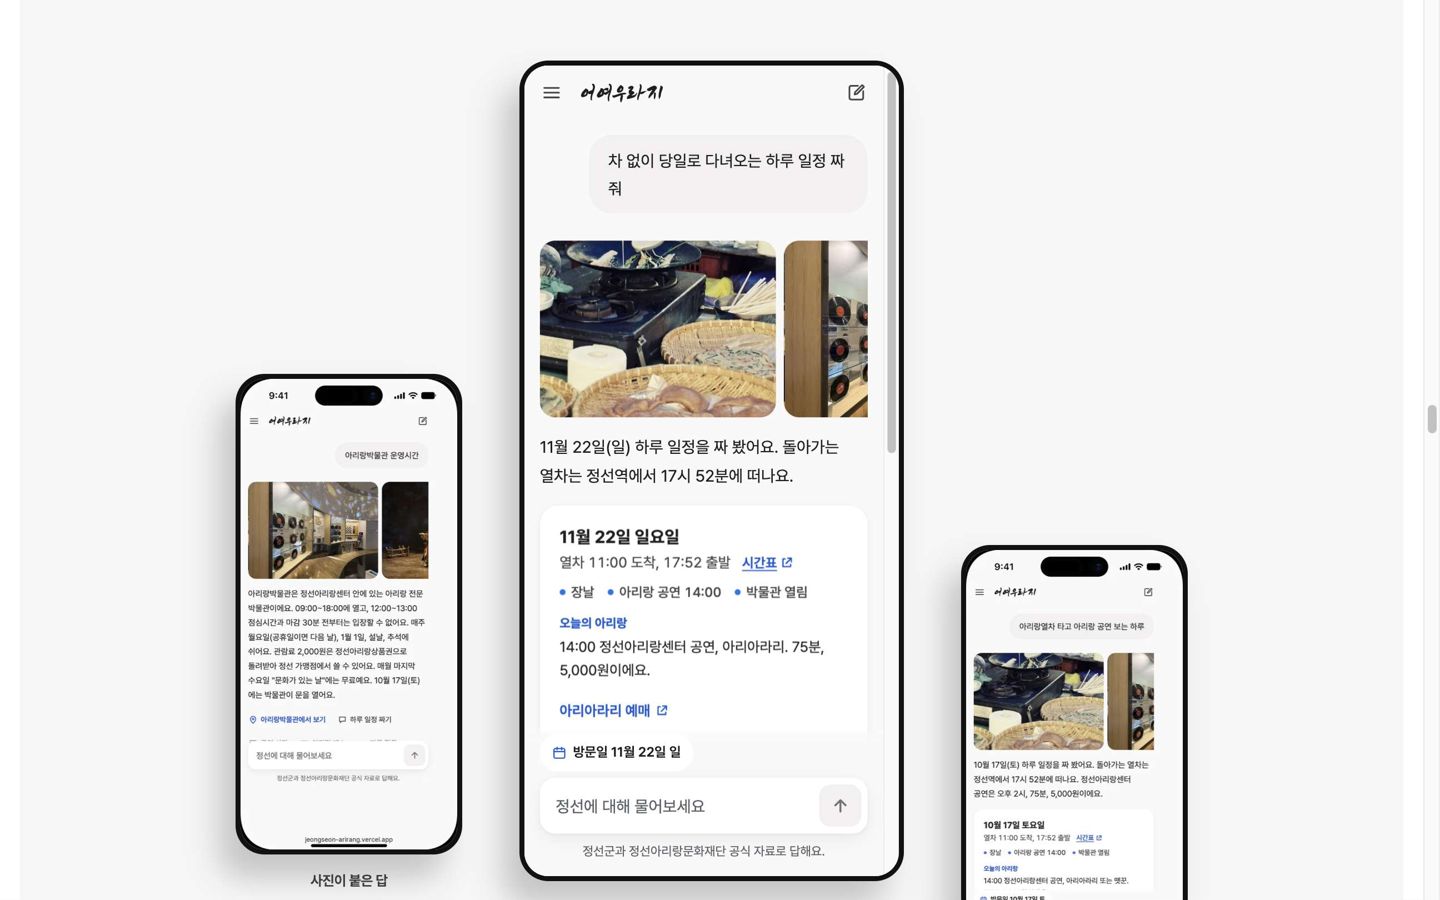 어여우라지
차 없이 당일로 다녀오는 하루 일정 짜
줘
11월 22일(일) 하루 일정을 짜 봤어요. 돌아가는
열차는 정선역에서 17시 52분에 떠나요.
11월 22일 일요일
열차 11:00 도착, 17:52 출발 시간표
장날 아리랑 공연 14:00 박물관 열림
오늘의 아리랑
14:00 정선아리랑센터 공연, 아리아라리. 75분,
5,000원이에요.
아리아라리 예매
방문일 11월 22일 일
정선에 대해 물어보세요
정선군과 정선아리랑문화재단 공식 자료로 답해요.
9:41
어여우라지
아리랑박물관 운영시간
아리랑박물관은 정선아리랑센터 안에 있는 아리랑 전문
박물관이에요. 09:00~18:00에 열고, 12:00~13:00
점심시간과 마감 30분 전부터는 입장할 수 없어요. 매주
월요일(공휴일이면 다음 날), 1월 1일, 설날, 추석에
쉬어요. 관람료 2,000원은 정선아리랑상품권으로
돌려받아 정선 가맹점에서 쓸 수 있어요. 매월 마지막
수요일 "문화가 있는 날"에는 무료예요. 10월 17일(토)
에는 박물관이 문을 열어요.
아리랑박물관에서 보기 하루 일정 짜기
정선에 대해 물어보세요
정선군과 정선아리랑문화재단 공식 자료로 답해요.
jeongseon-arirang.vercel.app
사진이 붙은 답
9:41
어여우라지
아리랑열차 타고 아리랑 공연 보는 하루
10월 17일(토) 하루 일정을 짜 봤어요. 돌아가는 열차는
정선역에서 17시 52분에 떠나요. 정선아리랑센터
공연은 오후 2시, 75분, 5,000원이에요.
10월 17일 토요일
열차 11:00 도착, 17:52 출발 시간표
장날 아리랑 공연 14:00 박물관 열림
오늘의 아리랑
14:00 정선아리랑센터 공연, 아리아라리 또는 뗏꾼.
방문일 10월 17일 토